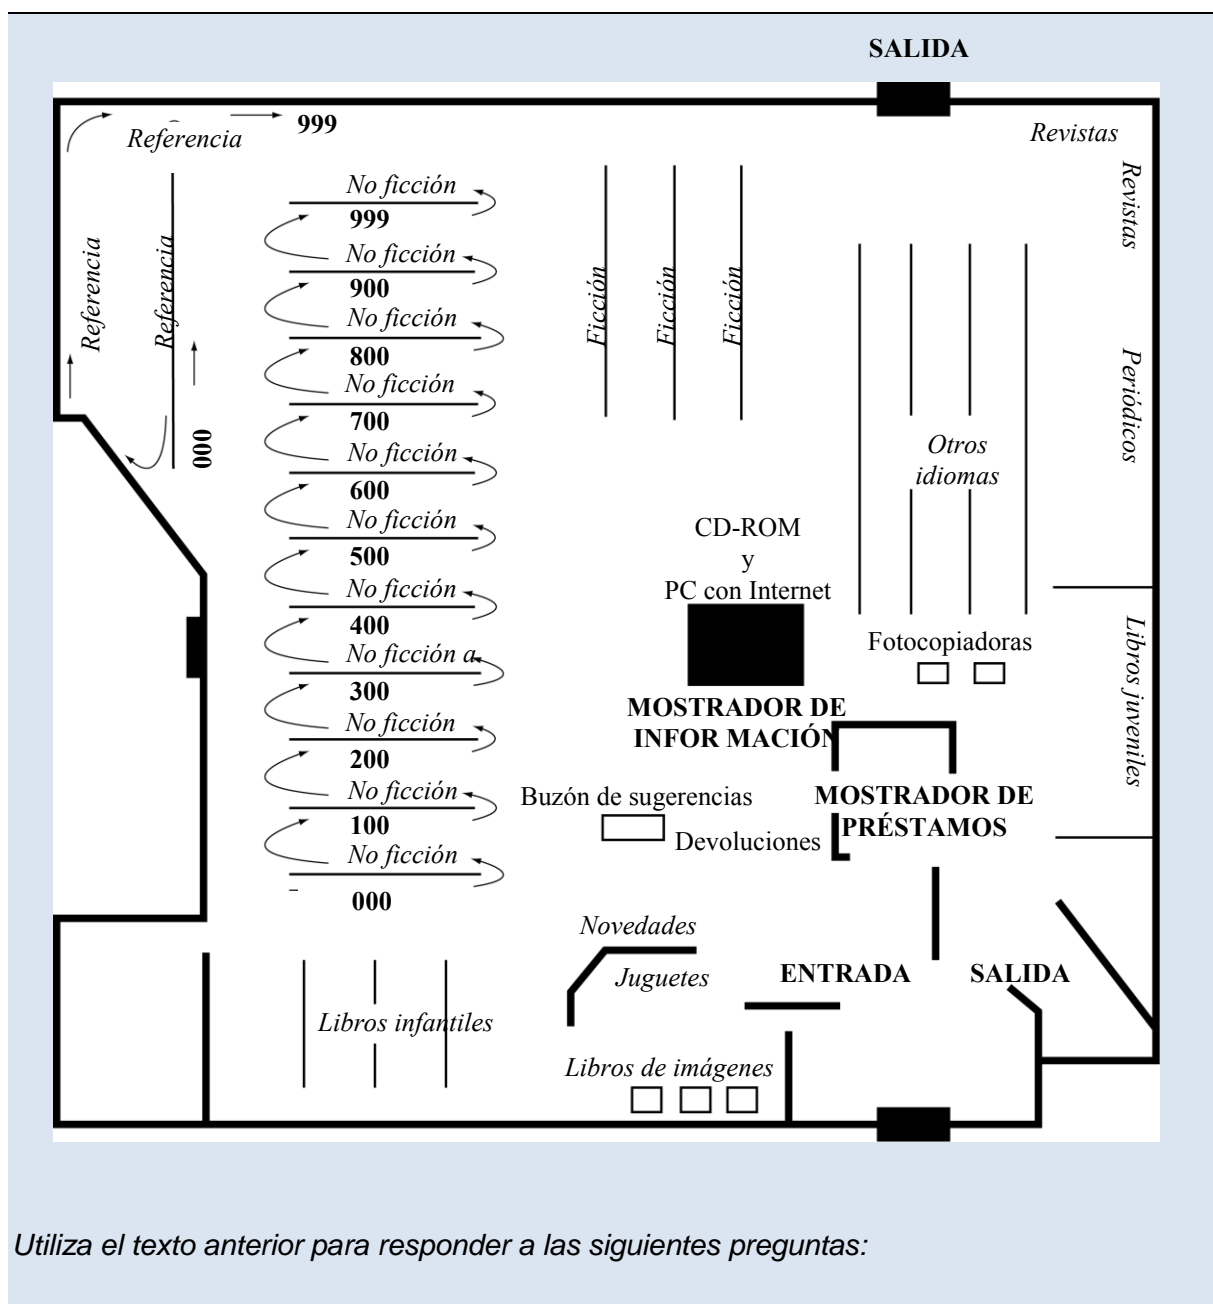 SALIDA
Referencia
999
Revistas
Revistas
No ficción
999
No ficción
900
No ficción
800
No ficción
700
No ficción
600
No ficción
500
No ficción
400
No ficción a
300
No ficción
200
No ficción
100
No ficción
000
Referencia
Referencia
000
Ficción
Ficción
Ficción
Otros
idiomas
Periódicos
CD-ROM
y
PC con Internet
Fotocopiadoras
Libros juveniles
MOSTRADOR DE
INFOR MACIÓN
Buzón de sugerencias
Devoluciones
MOSTRADOR DE
PRÉSTAMOS
Novedades
Juguetes
ENTRADA
SALIDA
Libros infantiles
Libros de imágenes
Utiliza el texto anterior para responder a las siguientes preguntas: